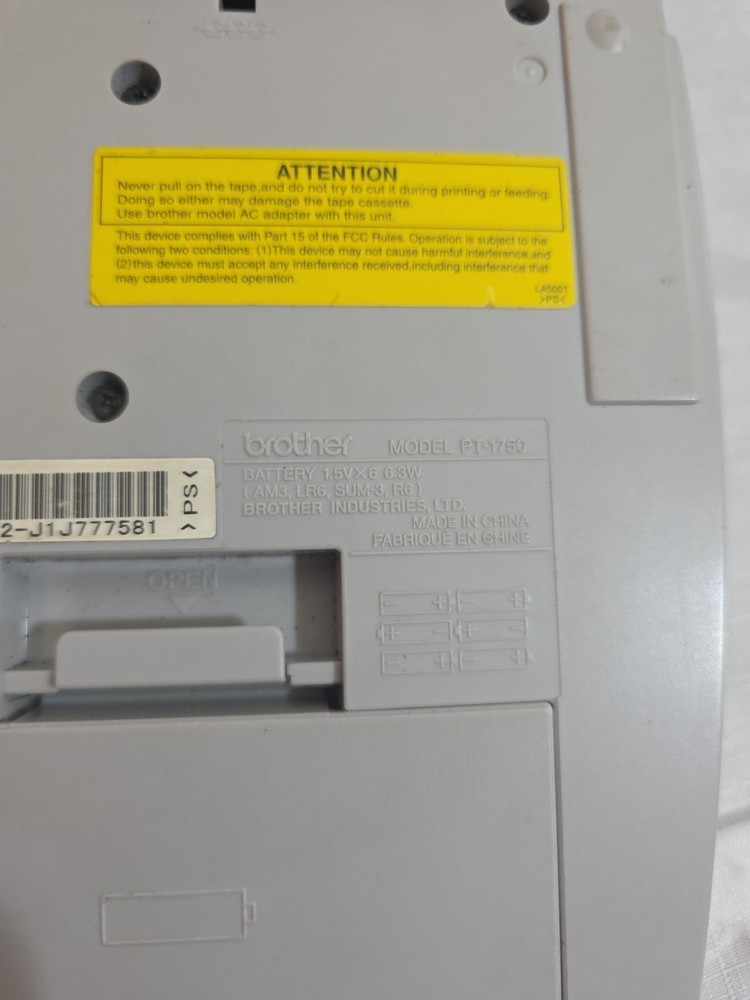 ATTENTION
Never pull on the tape,and do not try to cut it during printing or feeding.
Doing so either may damage the tape cassette.
Use brother model AC adapter with this unit.
This device complies with Part 15 of the FCC Rules. Operation is subject to the
following two conditions: (1)This device may not cause harmful interference,and
(2)this device must accept any interference received,including interference that
may cause undesired operation.
LA5001
>PS<
brother MODEL PT-1750
BATTERY 1.5V×6 6.3W
(AM3, LR6, SUM-3, R6)
BROTHER INDUSTRIES, LTD.
MADE IN CHINA
FABRIQUÉ EN CHINE
2-J1J777581
>PS<
OPEN